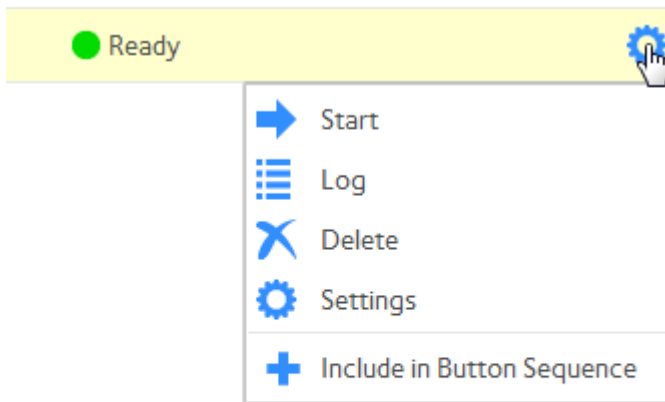 Ready
Start
Log
Delete
Settings
Include in Button Sequence